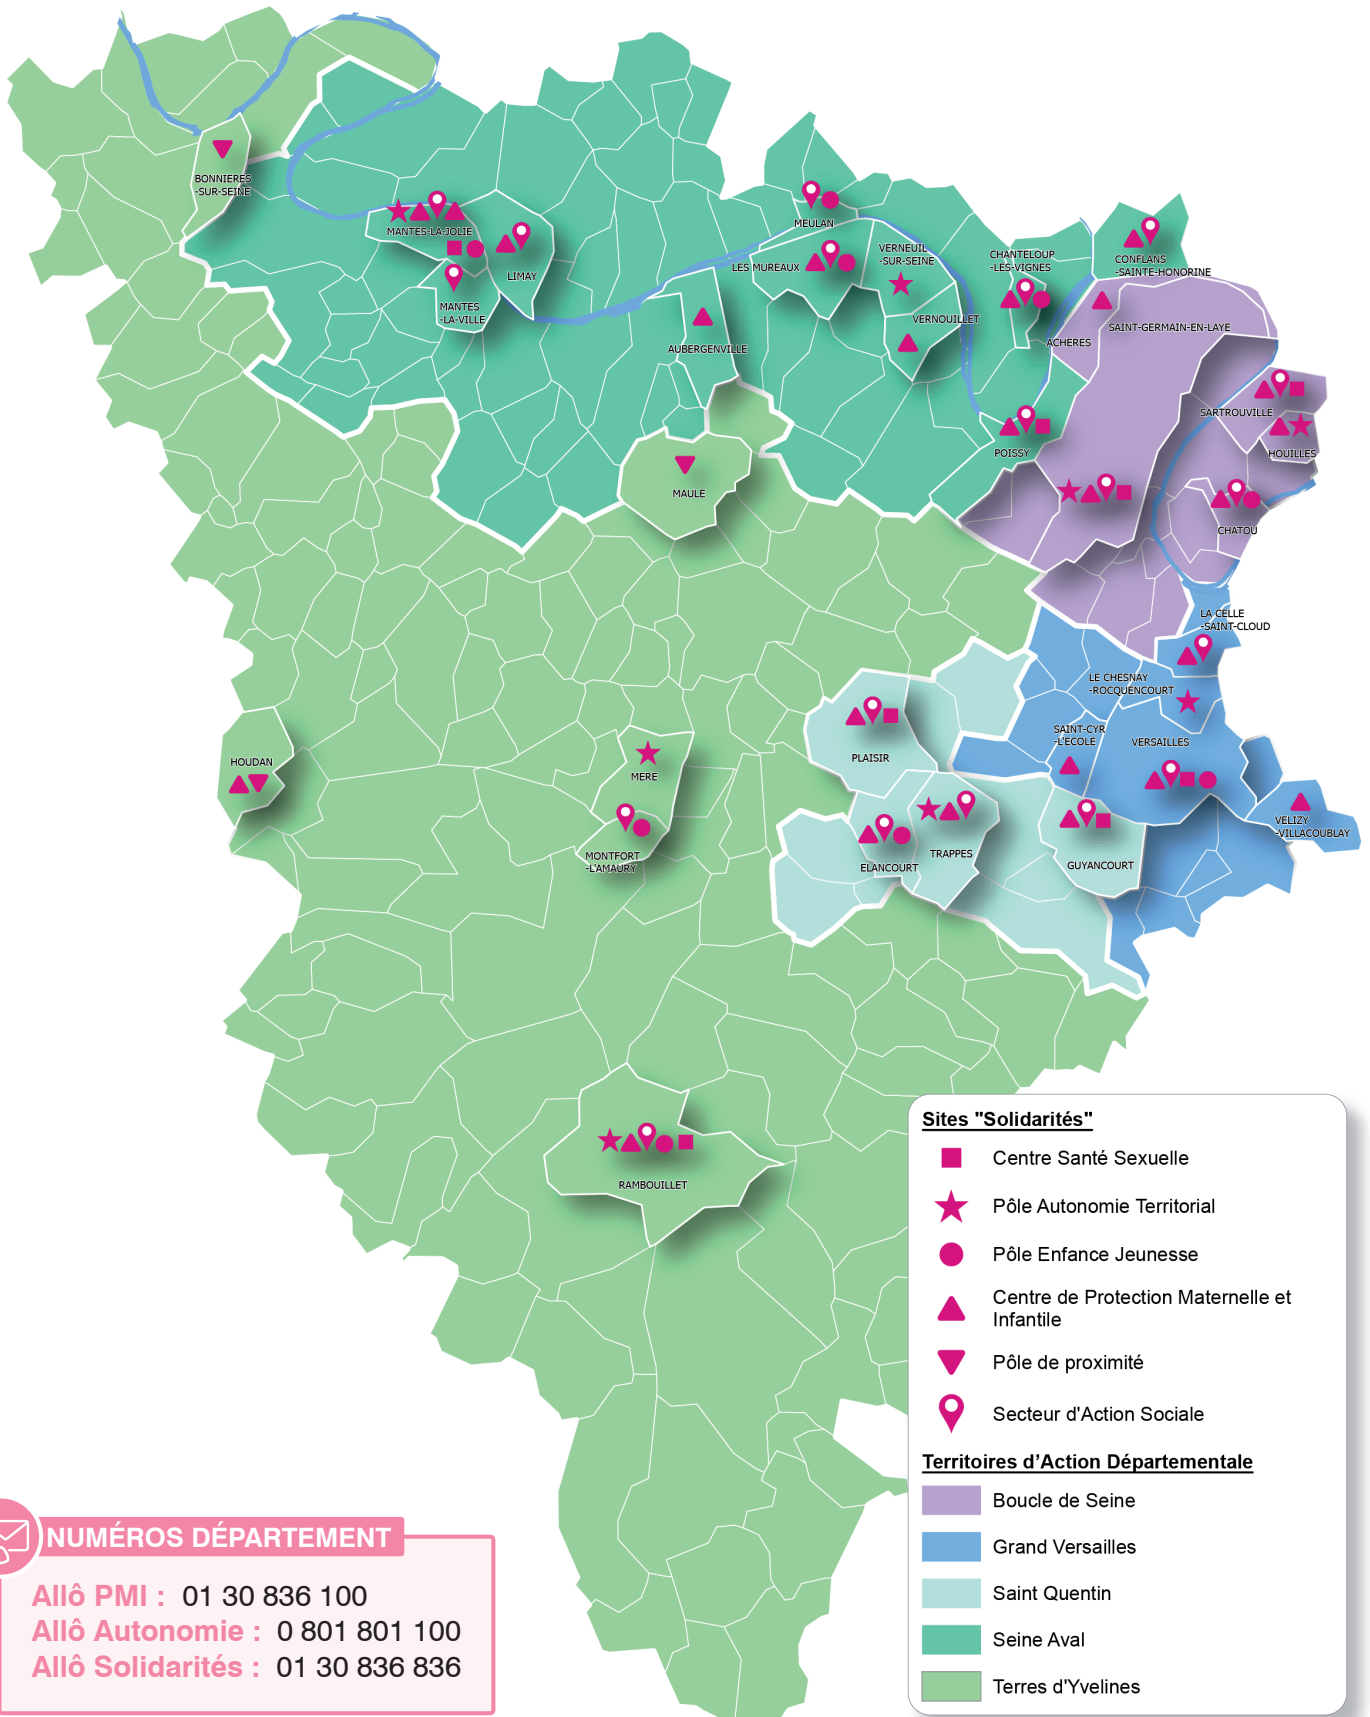 BONNIERES
-SUR-SEINE
MANTES-LA-JOLIE
LIMAY
MANTES
-LA-VILLE
MEULAN
LES MUREAUX
VERNEUIL
-SUR-SEINE
VERNOUILLET
AUBERGENVILLE
CHANTELOUP
-LES-VIGNES
CONFLANS
-SAINTE-HONORINE
ACHERES
SAINT-GERMAIN-EN-LAYE
SARTROUVILLE
HOUILLES
POISSY
MAULE
CHATOU
LA CELLE
-SAINT-CLOUD
LE CHESNAY
-ROCQUENCOURT
SAINT-CYR
-L'ECOLE
VERSAILLES
PLAISIR
HOUDAN
MERE
VELIZY
-VILLACOUBLAY
MONTFORT
-L'AMAURY
ELANCOURT
TRAPPES
GUYANCOURT
RAMBOUILLET
Sites "Solidarités"
Centre Santé Sexuelle
Pôle Autonomie Territorial
Pôle Enfance Jeunesse
Centre de Protection Maternelle et
Infantile
Pôle de proximité
Secteur d'Action Sociale
Territoires d’Action Départementale
Boucle de Seine
Grand Versailles
Saint Quentin
Seine Aval
Terres d'Yvelines
NUMÉROS DÉPARTEMENT
Allô PMI : 01 30 836 100
Allô Autonomie : 0 801 801 100
Allô Solidarités : 01 30 836 836